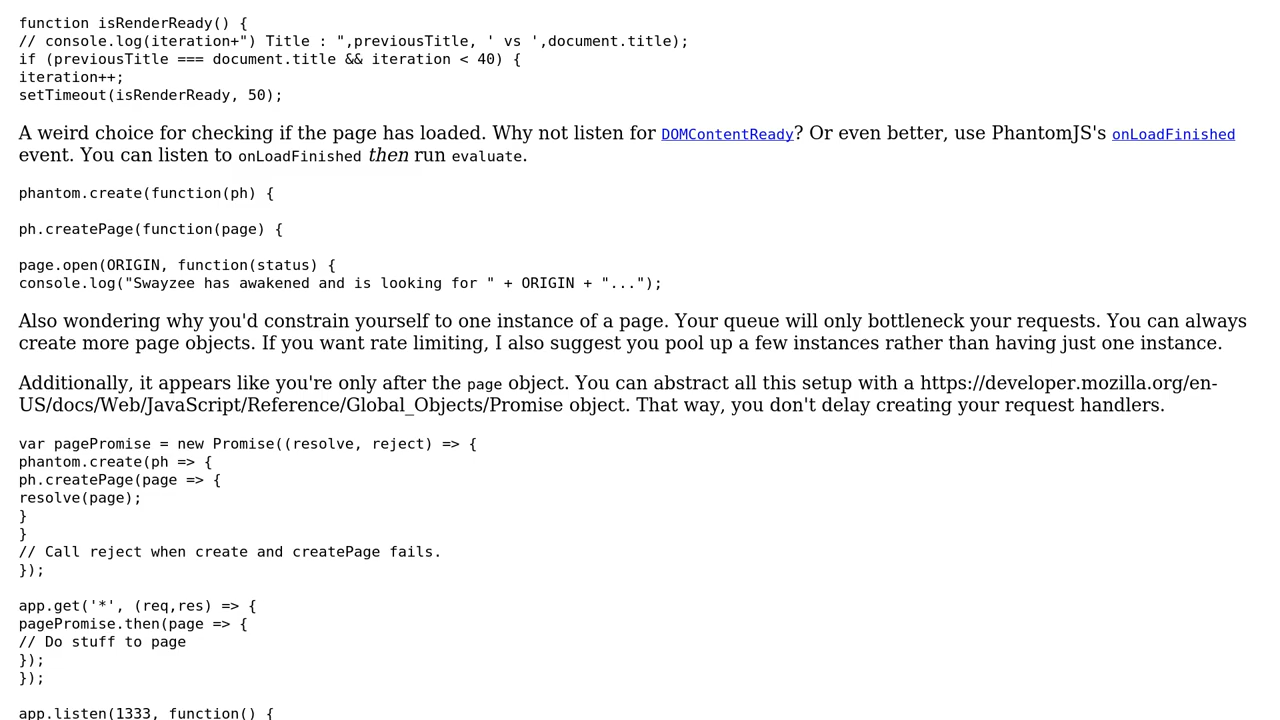 function isRenderReady() {
// console.log(iteration+") Title : ",previousTitle, ' vs ',document.title);
if (previousTitle === document.title && iteration < 40) {
iteration++;
setTimeout(isRenderReady, 50);
A weird choice for checking if the page has loaded. Why not listen for DOMContentReady? Or even better, use PhantomJS's onLoadFinished
event. You can listen to onLoadFinished then run evaluate.
phantom.create(function(ph) {
ph.createPage(function(page) {
page.open(ORIGIN, function(status) {
console.log("Swayzee has awakened and is looking for " + ORIGIN + "...");
Also wondering why you'd constrain yourself to one instance of a page. Your queue will only bottleneck your requests. You can always
create more page objects. If you want rate limiting, I also suggest you pool up a few instances rather than having just one instance.
Additionally, it appears like you're only after the page object. You can abstract all this setup with a https://developer.mozilla.org/en-
US/docs/Web/JavaScript/Reference/Global_Objects/Promise object. That way, you don't delay creating your request handlers.
var pagePromise = new Promise((resolve, reject) => {
phantom.create(ph => {
ph.createPage(page => {
resolve(page);
}
}
// Call reject when create and createPage fails.
});
app.get('*', (req,res) => {
pagePromise.then(page => {
// Do stuff to page
});
});
app.listen(1333, function() {